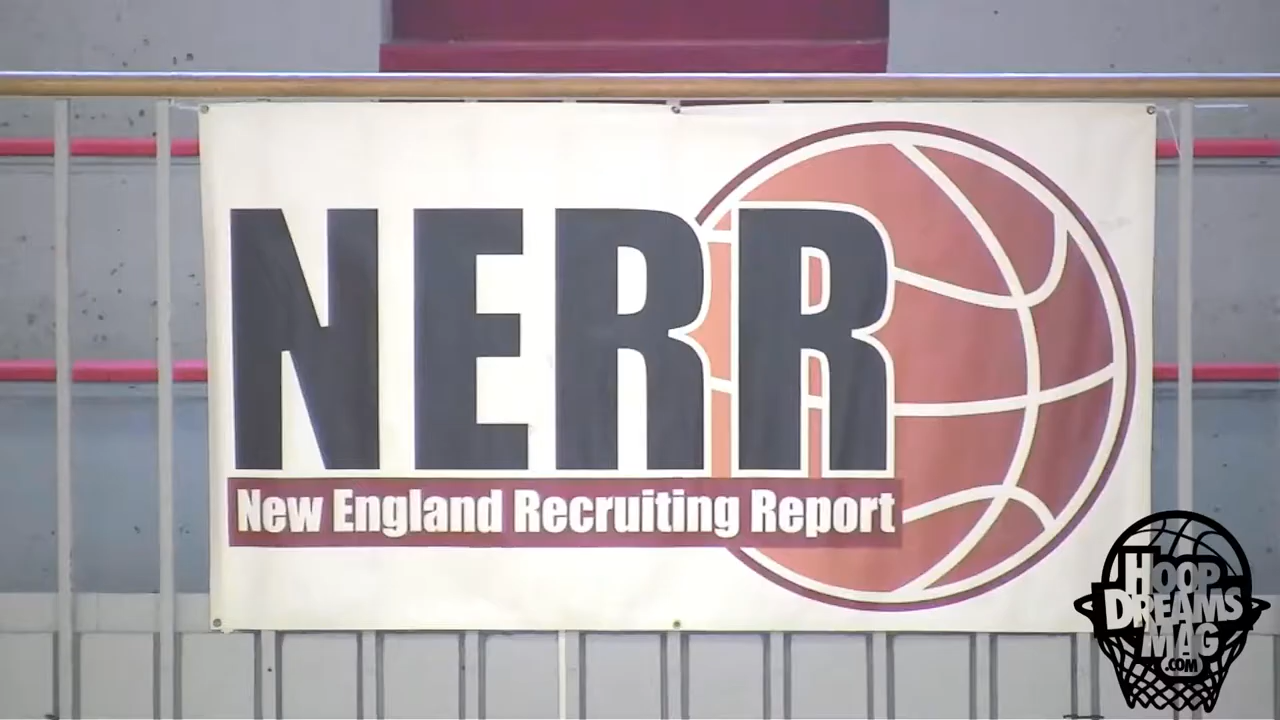 NERR
New England Recruiting Report
HOOP
DREAMS
MAG
.COM